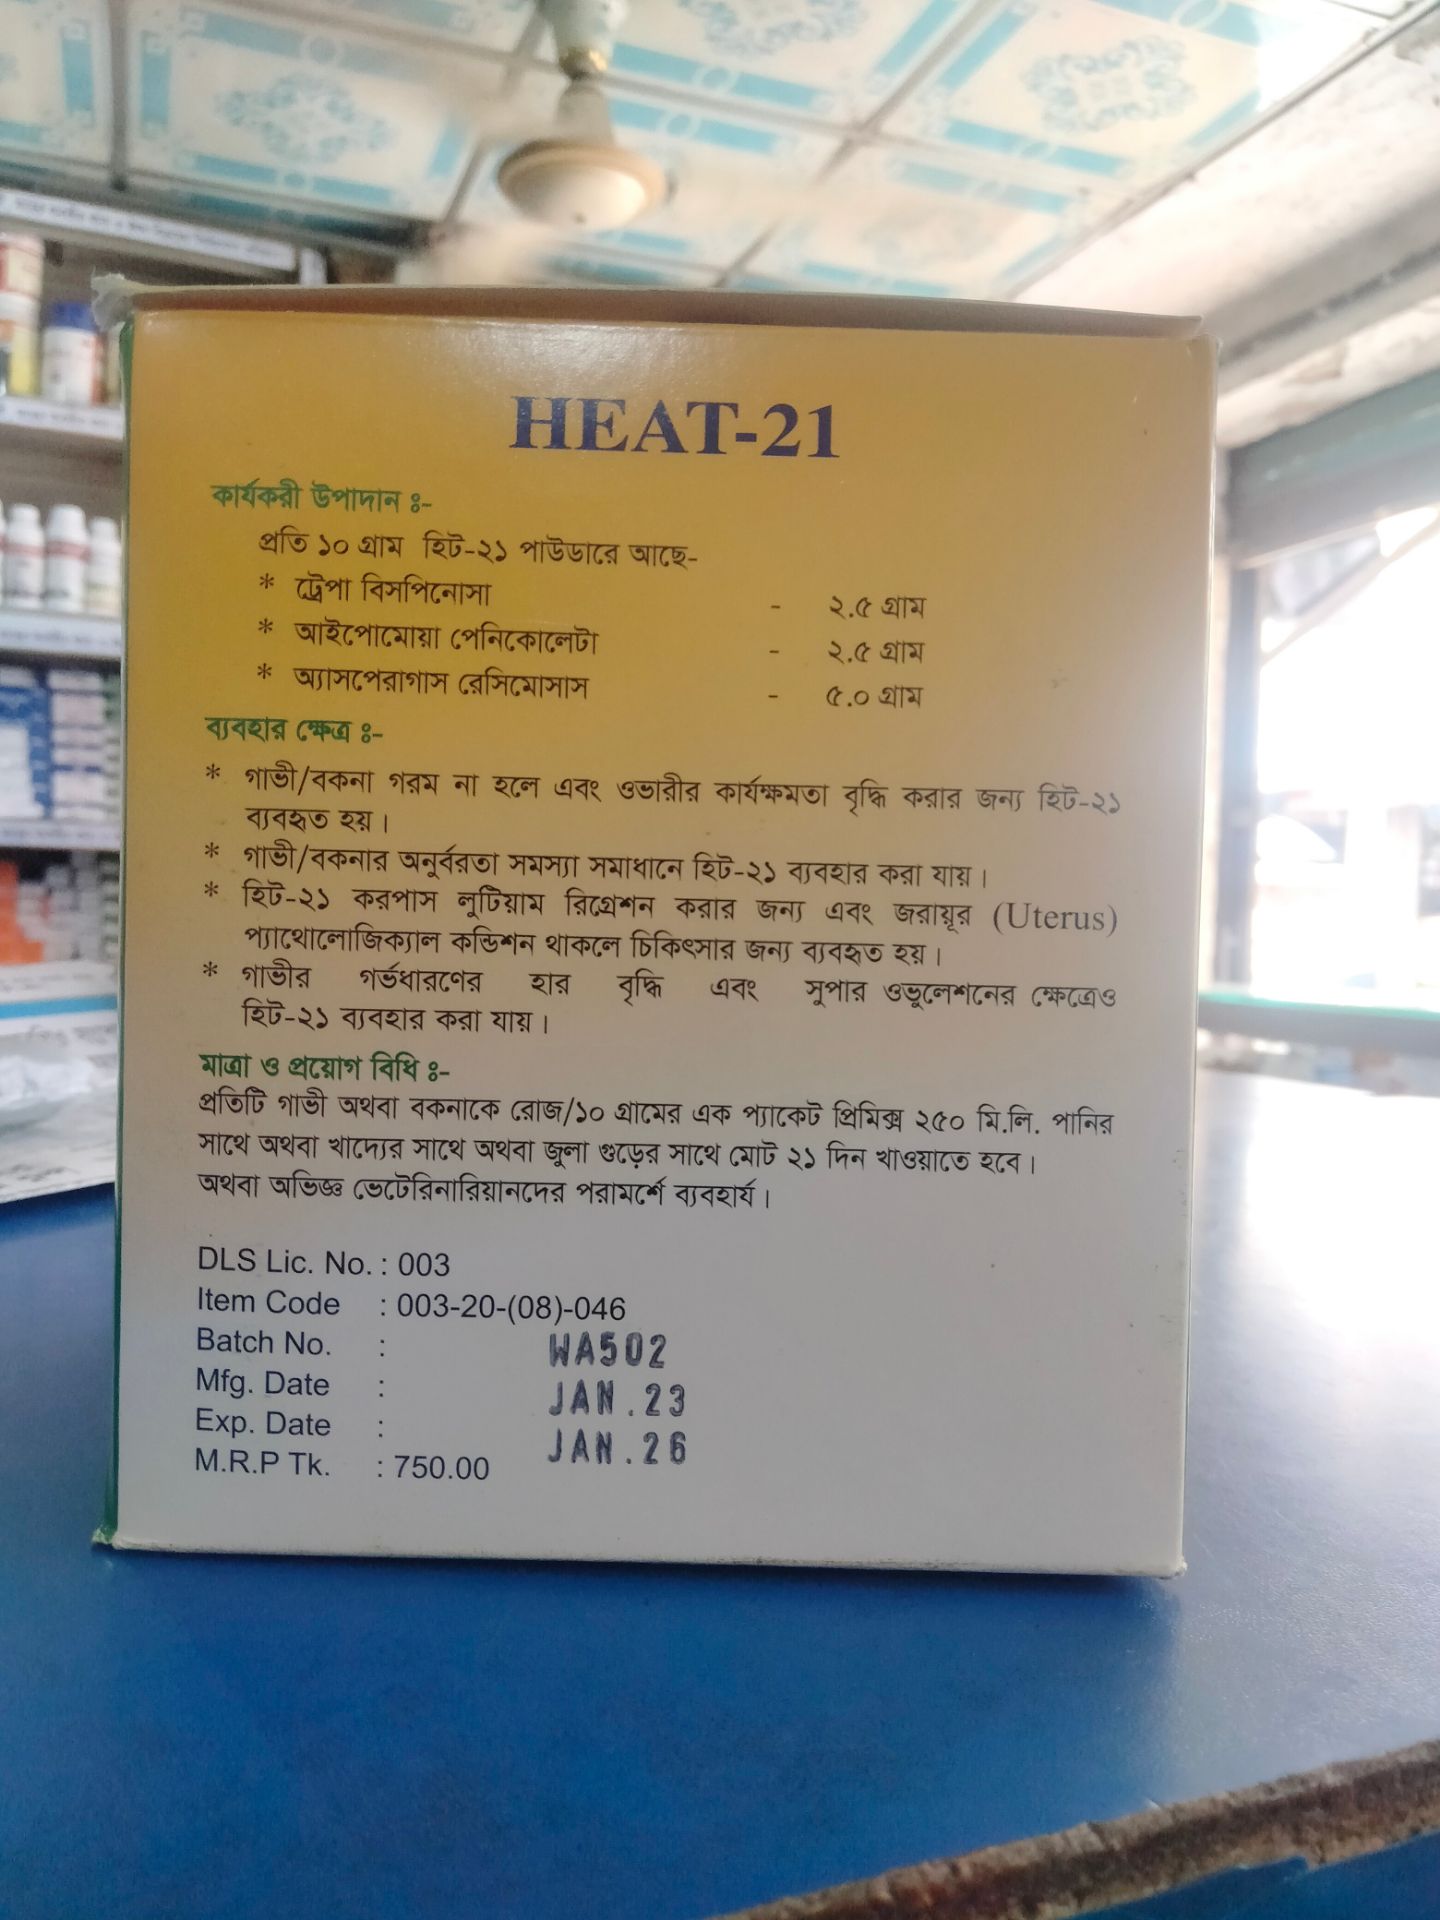 HEAT-21
কার্যকরী উপাদান ঃ-
প্রতি ১০ গ্রাম হিট-২১ পাউডারে আছে-
* ট্রেপা বিসপিনোসা - ২.৫ গ্রাম
* আইপোমোয়া পেনিকোলেটা - ২.৫ গ্রাম
* অ্যাসপেরাগাস রেসিমোসাস - ৫.০ গ্রাম
ব্যবহার ক্ষেত্র ঃ-
* গাভী/বকনা গরম না হলে এবং ওভারীর কার্যক্ষমতা বৃদ্ধি করার জন্য হিট-২১
ব্যবহৃত হয়।
* গাভী/বকনার অনুর্বরতা সমস্যা সমাধানে হিট-২১ ব্যবহার করা যায়।
* হিট-২১ করপাস লুটিয়াম রিগ্রেশন করার জন্য এবং জরায়ূর (Uterus)
প্যাথোলোজিক্যাল কন্ডিশন থাকলে চিকিৎসার জন্য ব্যবহৃত হয়।
* গাভীর গর্ভধারণের হার বৃদ্ধি এবং সুপার ওভুলেশনের ক্ষেত্রেও
হিট-২১ ব্যবহার করা যায়।
মাত্রা ও প্রয়োগ বিধি ঃ-
প্রতিটি গাভী অথবা বকনাকে রোজ/১০ গ্রামের এক প্যাকেট প্রিমিক্স ২৫০ মি.লি. পানির
সাথে অথবা খাদ্যের সাথে অথবা জুলা গুড়ের সাথে মোট ২১ দিন খাওয়াতে হবে।
অথবা অভিজ্ঞ ভেটেরিনারিয়ানদের পরামর্শে ব্যবহার্য।
DLS Lic. No. : 003
Item Code : 003-20-(08)-046
Batch No. : WA502
Mfg. Date : JAN.23
Exp. Date : JAN.26
M.R.P Tk. : 750.00